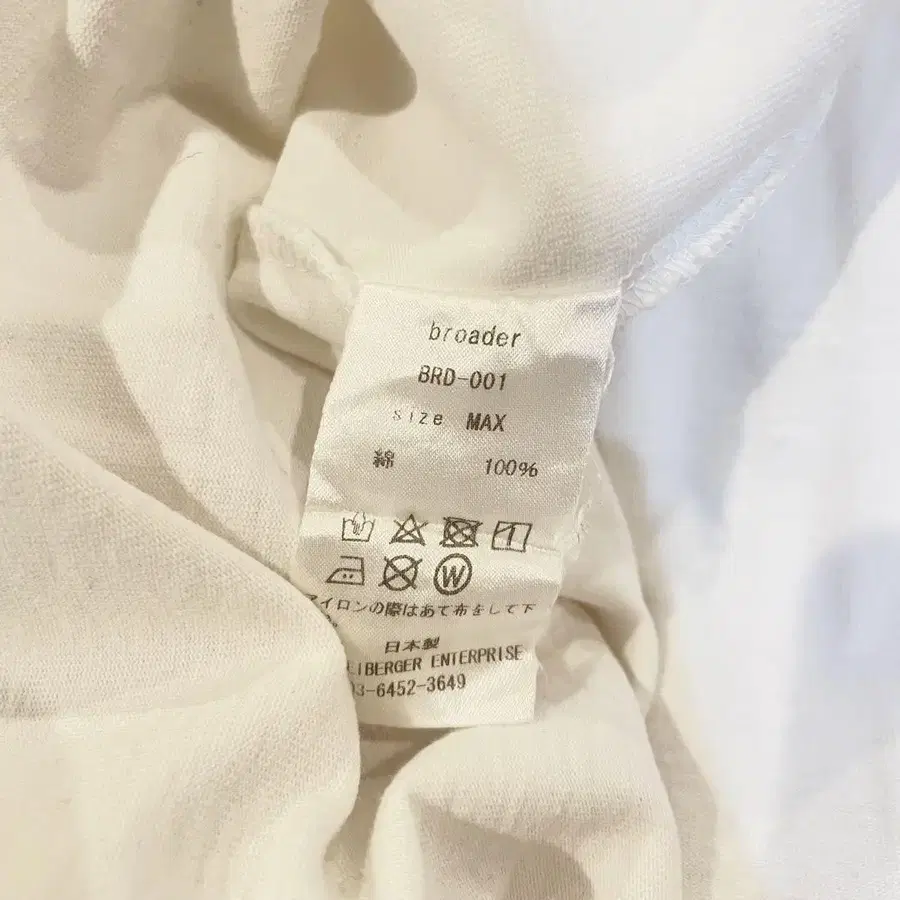 broader
BRD-001
size MAX
綿 100%
W
アイロンの際はあて布をして下
日本製
EIBERGER ENTERPRISE
03-6452-3649